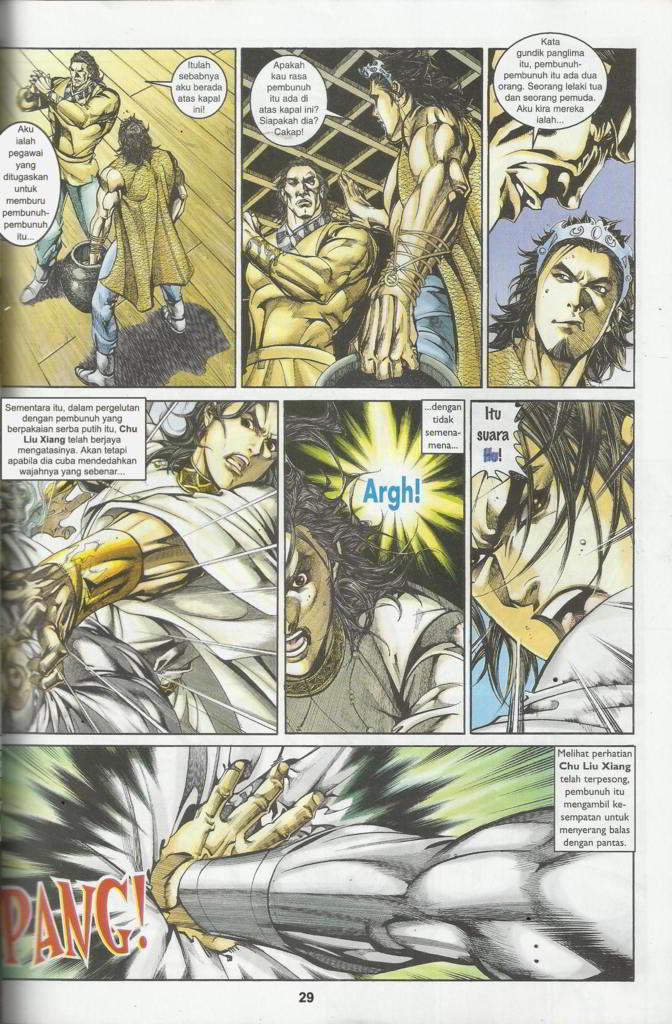 Aku
ialah
pegawai
yang
ditugaskan
untuk
memburu
pembunuh-
pembunuh
itu...
Itulah
sebabnya
aku berada
atas kapal
ini!
Apakah
kau rasa
pembunuh
itu ada di
atas kapal ini?
Siapakah dia?
Cakap!
Kata
gundik panglima
itu, pembunuh-
pembunuh itu ada dua
orang. Seorang lelaki tua
dan seorang pemuda.
Aku kira mereka
ialah...
Sementara itu, dalam pergelutan
dengan pembunuh yang
berpakaian serba putih itu, Chu
Liu Xiang telah berjaya
mengatasinya. Akan tetapi
apabila dia cuba mendedahkan
wajahnya yang sebenar...
...dengan
tidak
semena-
mena...
Argh!
Itu
suara
Hu!
Melihat perhatian
Chu Liu Xiang
telah terpesong,
pembunuh itu
mengambil ke-
sempatan untuk
menyerang balas
dengan pantas.
PANG!
29